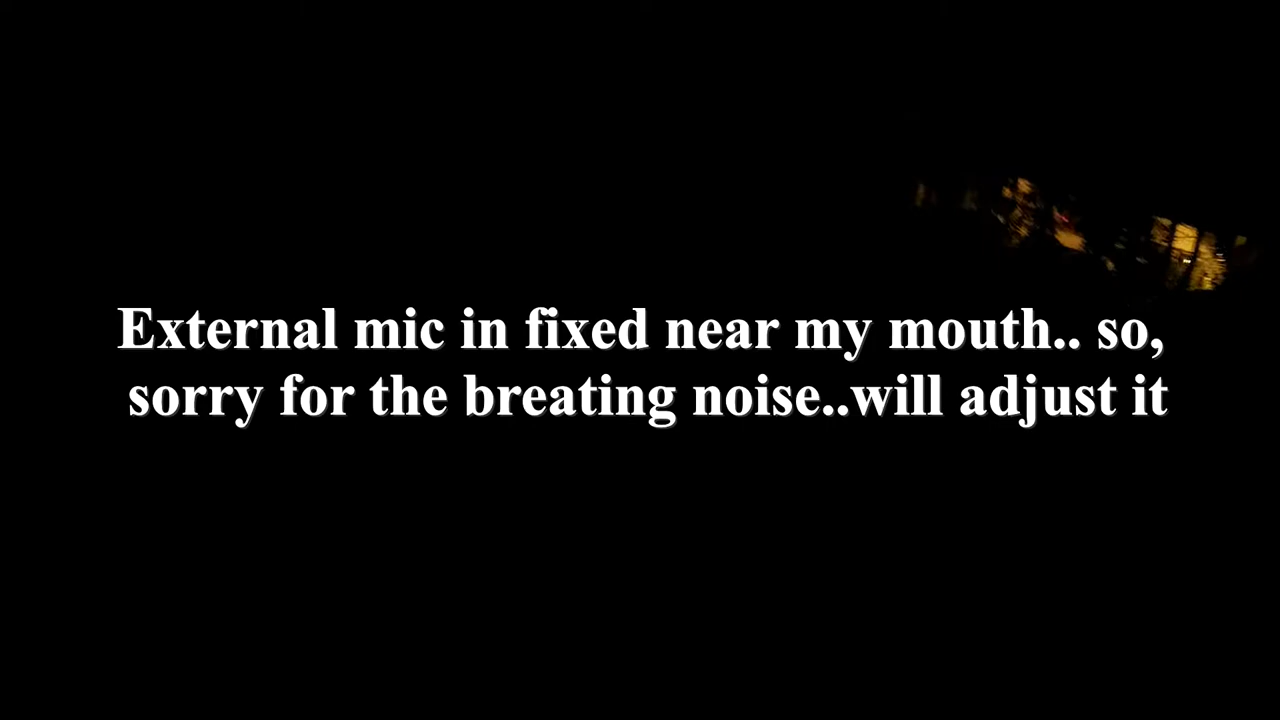 External mic in fixed near my mouth.. so,
sorry for the breating noise..will adjust it